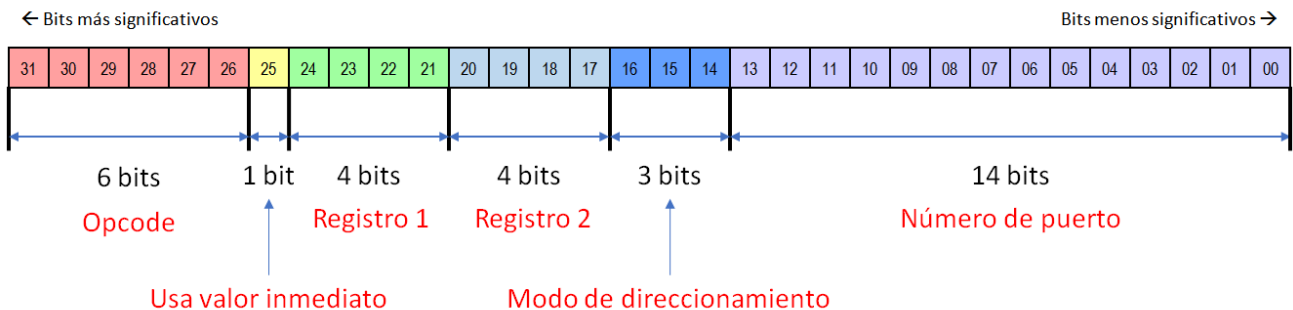 ← Bits más significativos Bits menos significativos →
31 30 29 28 27 26 25 24 23 22 21 20 19 18 17 16 15 14 13 12 11 10 09 08 07 06 05 04 03 02 01 00
6 bits 1 bit 4 bits 4 bits 3 bits 14 bits
Opcode Registro 1 Registro 2 Número de puerto
Usa valor inmediato Modo de direccionamiento